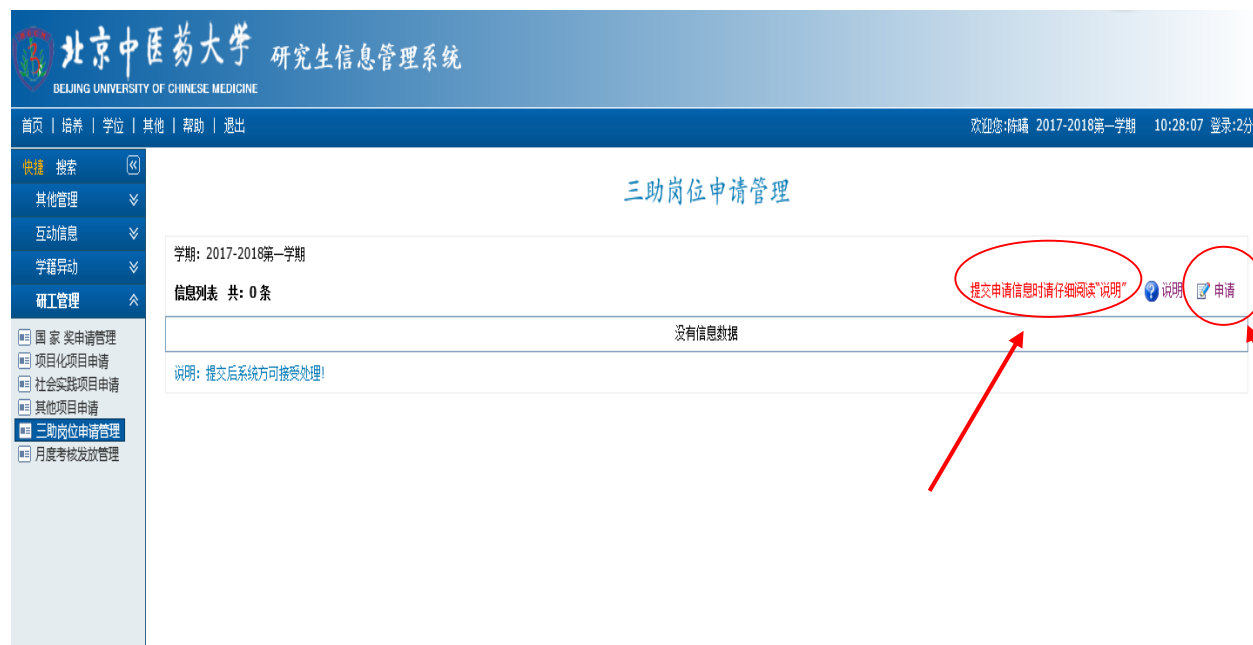 北京中医药大学 研究生信息管理系统
BEIJING UNIVERSITY OF CHINESE MEDICINE
首页 | 培养 | 学位 | 其他 | 帮助 | 退出
欢迎您:陈曦 2017-2018第一学期 10:28:07 登录:2分
快捷 搜索
其他管理
互动信息
学籍异动
研工管理
国 家 奖申请管理
项目化项目申请
社会实践项目申请
其他项目申请
三助岗位申请管理
月度考核发放管理
三助岗位申请管理
学期: 2017-2018第一学期
信息列表 共: 0 条
提交申请信息时请仔细阅读"说明" 说明 申请
没有信息数据
说明: 提交后系统方可接受处理!